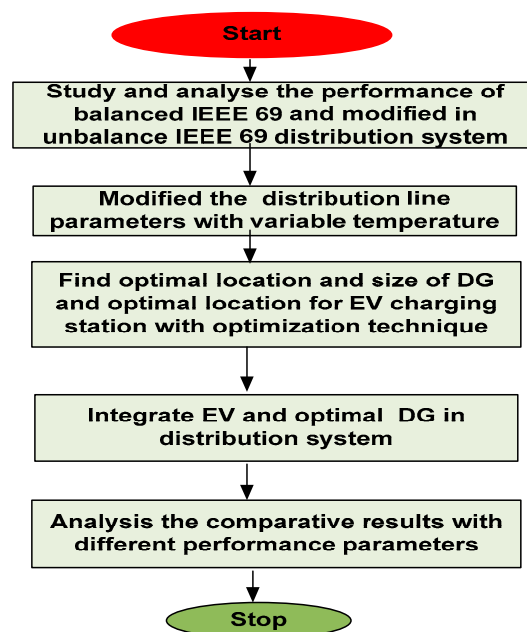 Start
Study and analyse the performance of
balanced IEEE 69 and modified in
unbalance IEEE 69 distribution system
Modified the distribution line
parameters with variable temperature
Find optimal location and size of DG
and optimal location for EV charging
station with optimization technique
Integrate EV and optimal DG in
distribution system
Analysis the comparative results with
different performance parameters
Stop